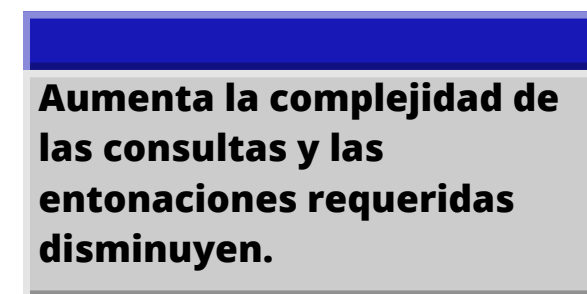 Aumenta la complejidad de
las consultas y las
entonaciones requeridas
disminuyen.